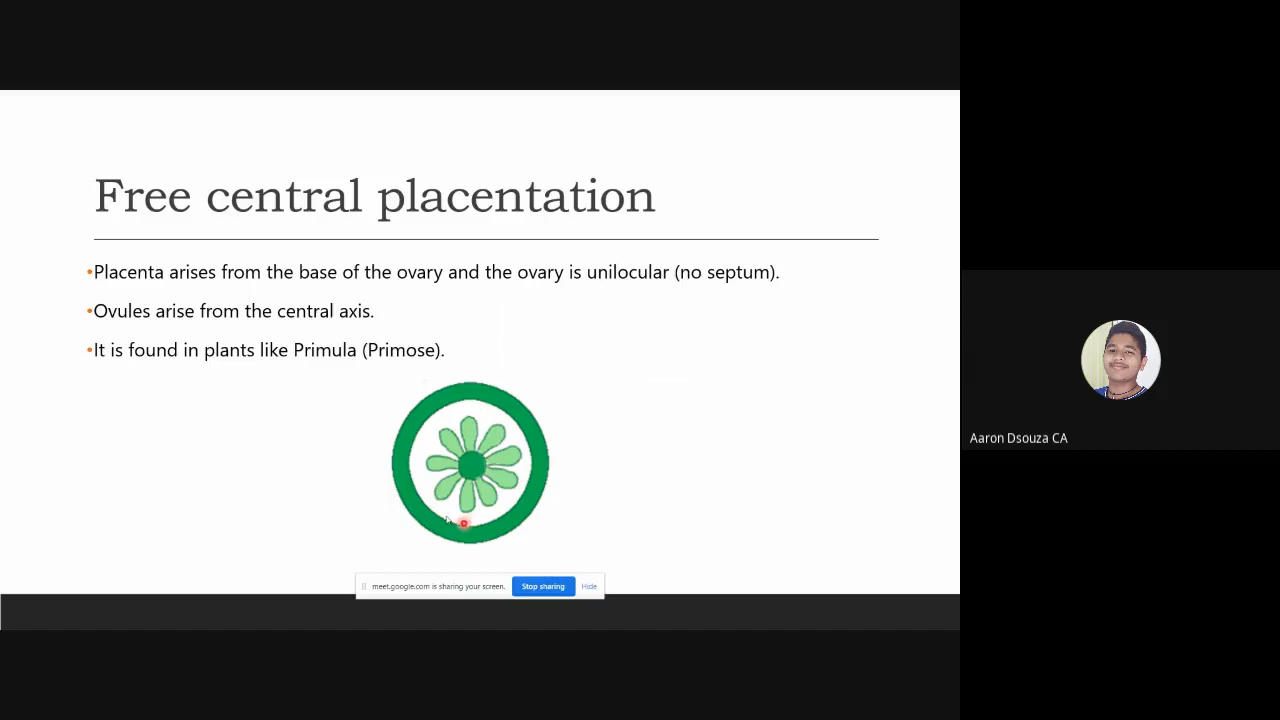 Free central placentation
•Placenta arises from the base of the ovary and the ovary is unilocular (no septum).
•Ovules arise from the central axis.
•It is found in plants like Primula (Primose).
meet.google.com is sharing your screen. Stop sharing Hide
Aaron Dsouza CA